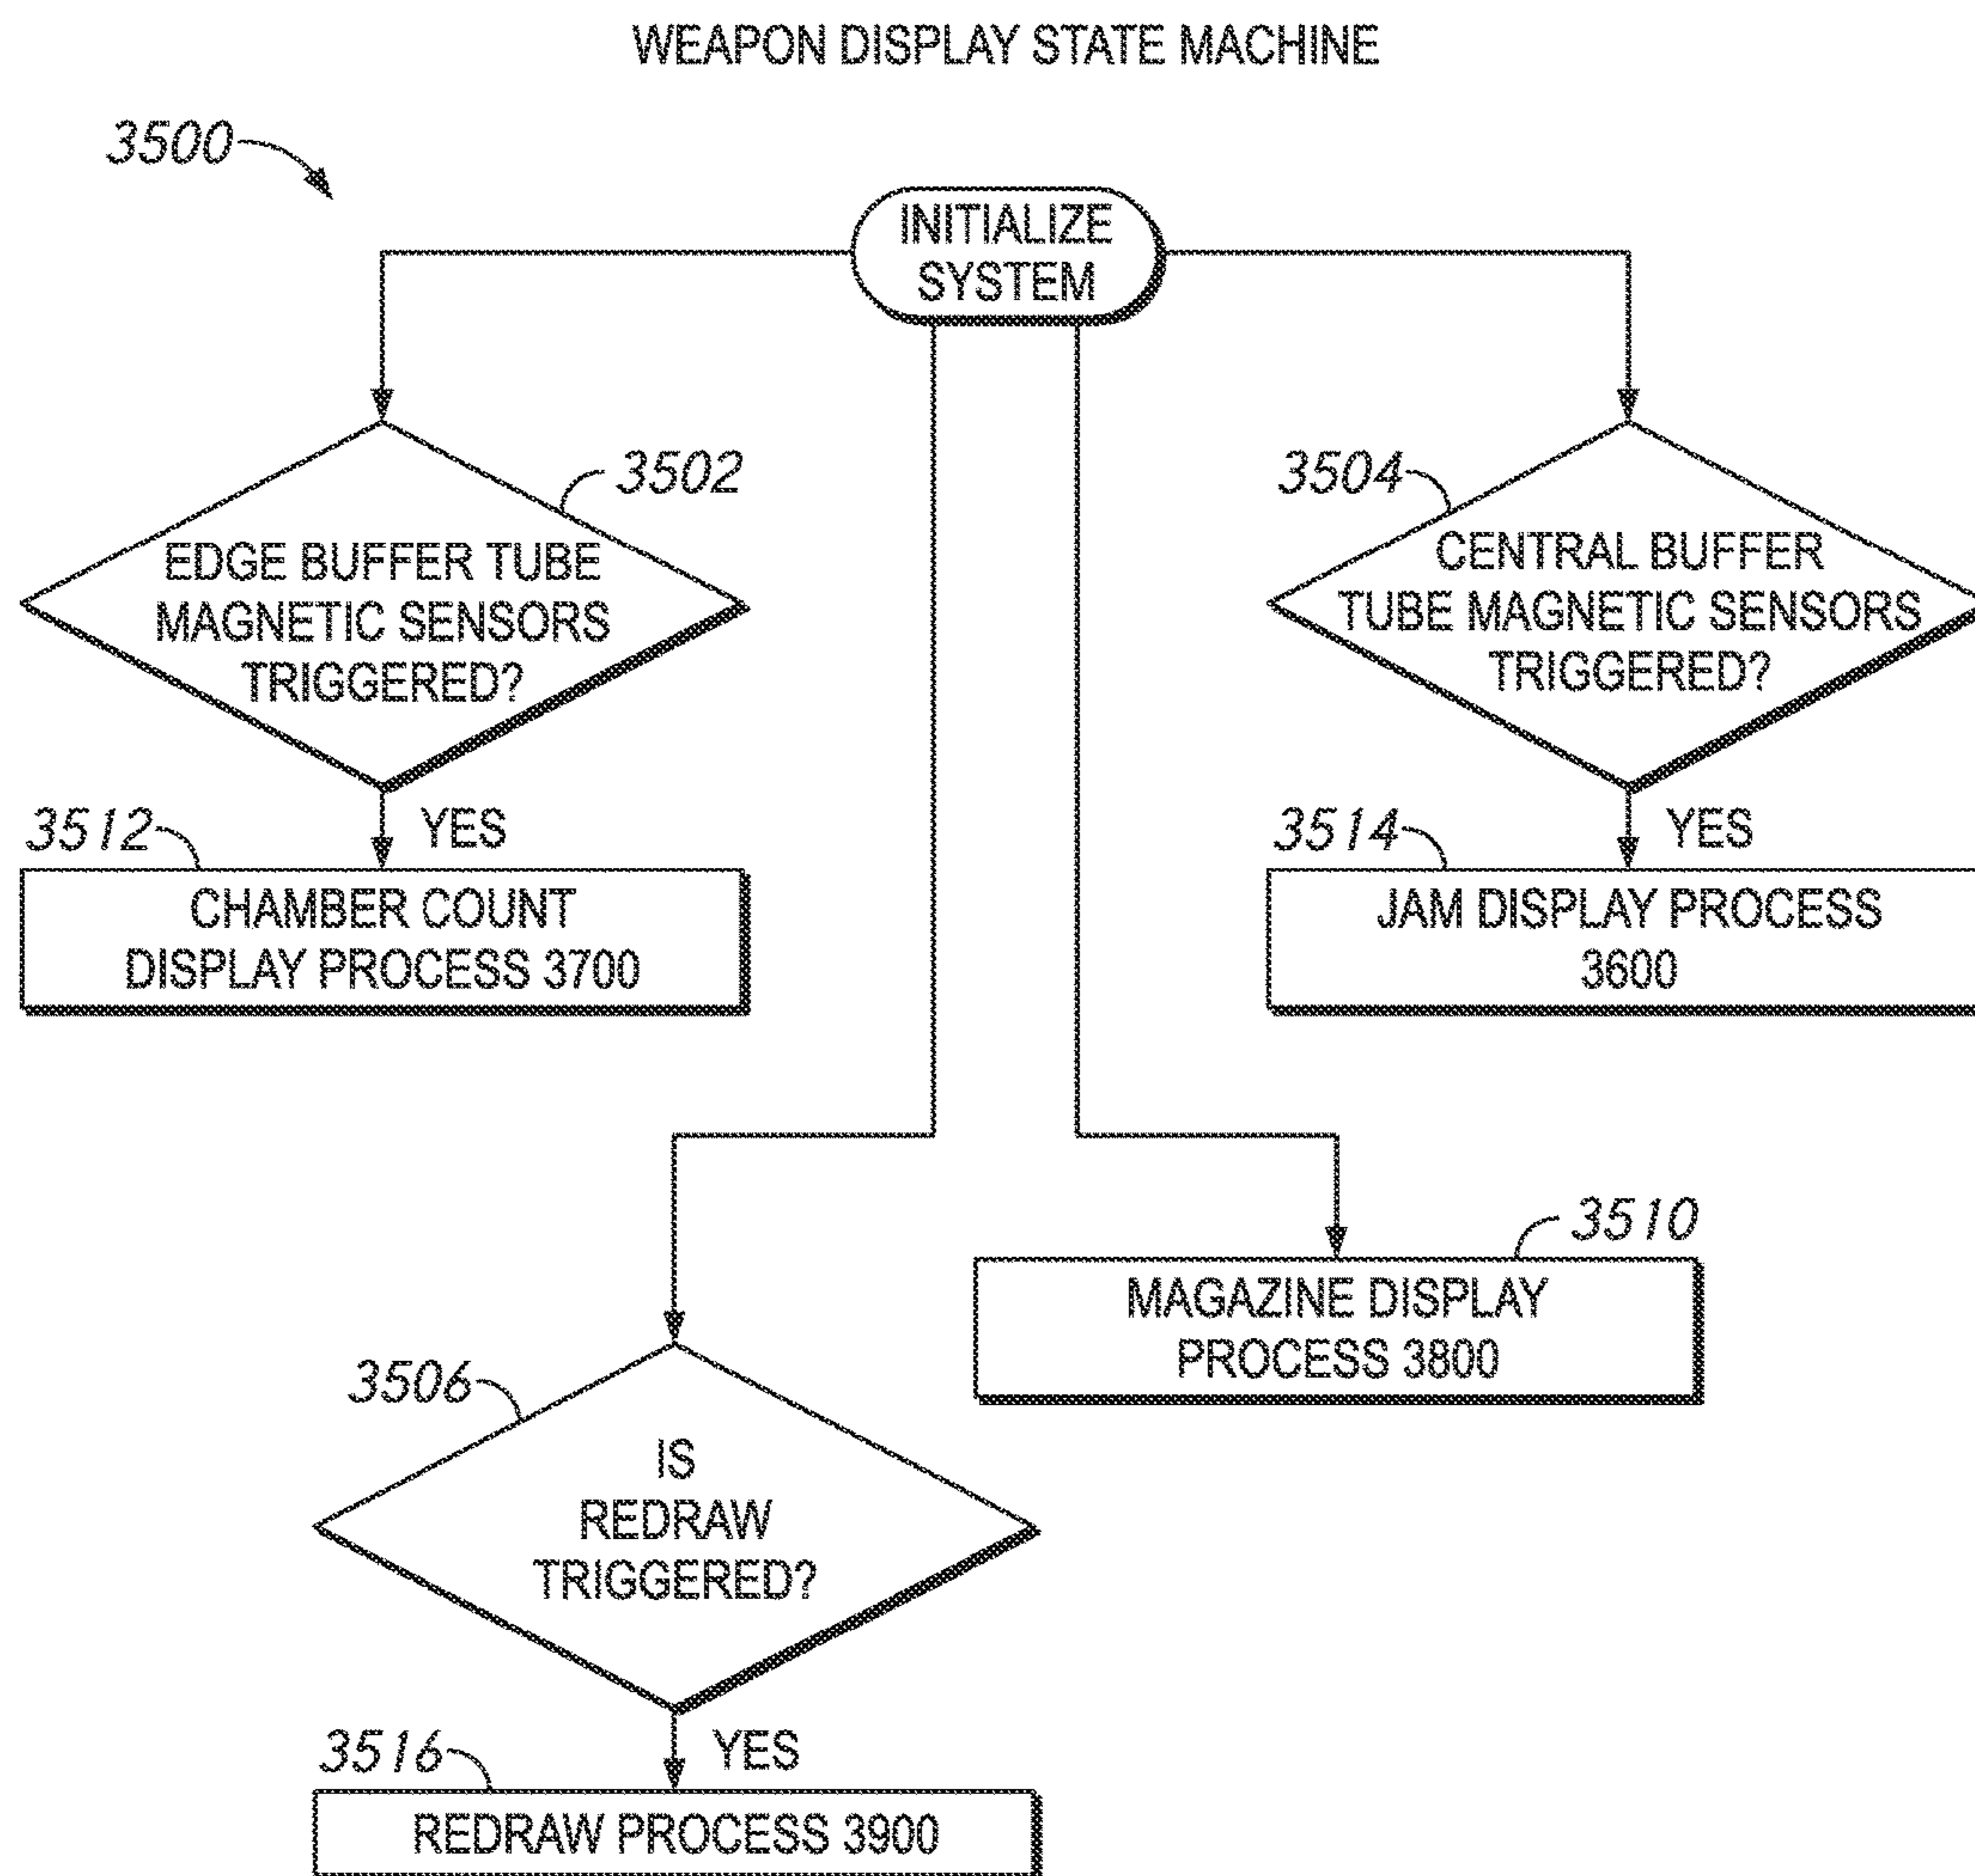 WEAPON DISPLAY STATE MACHINE
3500
INITIALIZE
SYSTEM
3502
EDGE BUFFER TUBE
MAGNETIC SENSORS
TRIGGERED?
3504
CENTRAL BUFFER
TUBE MAGNETIC SENSORS
TRIGGERED?
YES
3512
CHAMBER COUNT
DISPLAY PROCESS 3700
YES
3514
JAM DISPLAY PROCESS
3600
3510
MAGAZINE DISPLAY
PROCESS 3800
3506
IS
REDRAW
TRIGGERED?
YES
3516
REDRAW PROCESS 3900